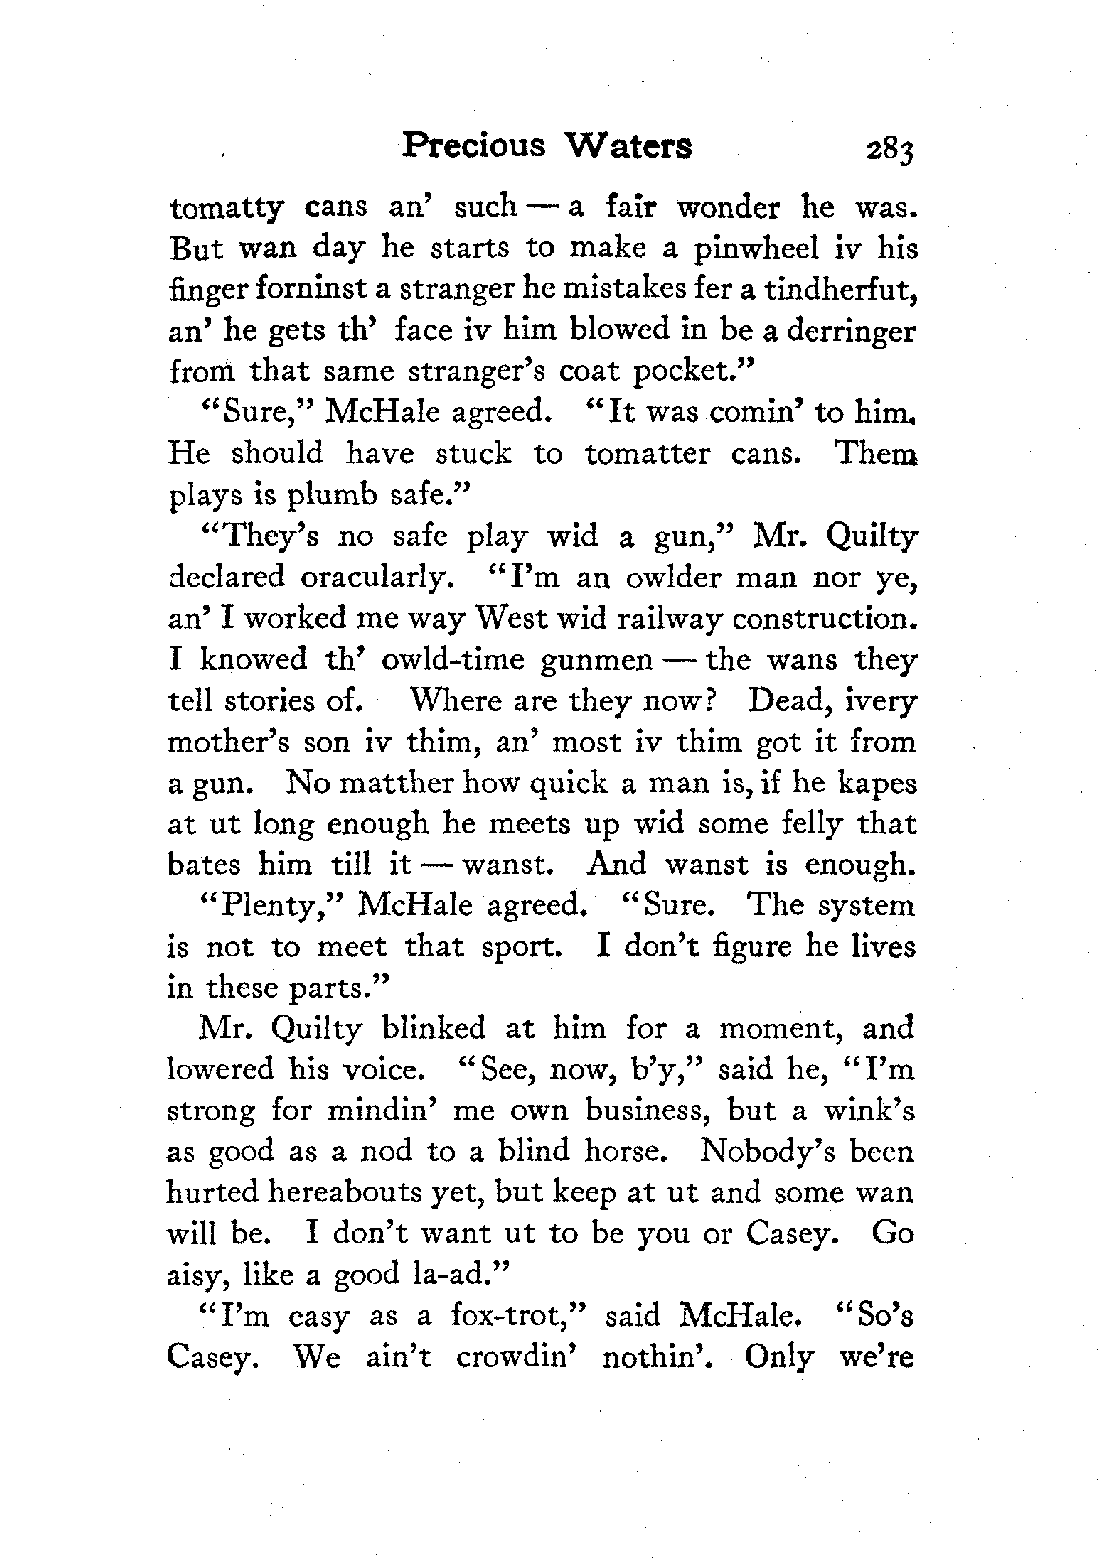 Precious Waters 283
tomatty cans an' such — a fair wonder he was.
But wan day he starts to make a pinwheel iv his
finger forninst a stranger he mistakes fer a tindherfut,
an' he gets th' face iv him blowed in be a derringer
from that same stranger's coat pocket."
"Sure," McHale agreed. "It was comin' to him.
He should have stuck to tomatter cans. Them
plays is plumb safe."
"They's no safe play wid a gun," Mr. Quilty
declared oracularly. "I'm an owlder man nor ye,
an' I worked me way West wid railway construction.
I knowed th' owld-time gunmen — the wans they
tell stories of. Where are they now? Dead, ivery
mother's son iv thim, an' most iv thim got it from
a gun. No matther how quick a man is, if he kapes
at ut long enough he meets up wid some felly that
bates him till it — wanst. And wanst is enough.
"Plenty," McHale agreed. "Sure. The system
is not to meet that sport. I don't figure he lives
in these parts."
Mr. Quilty blinked at him for a moment, and
lowered his voice. "See, now, b'y," said he, "I'm
strong for mindin' me own business, but a wink's
as good as a nod to a blind horse. Nobody's been
hurted hereabouts yet, but keep at ut and some wan
will be. I don't want ut to be you or Casey. Go
aisy, like a good la-ad."
"I'm easy as a fox-trot," said McHale. "So's
Casey. We ain't crowdin' nothin'. Only we're